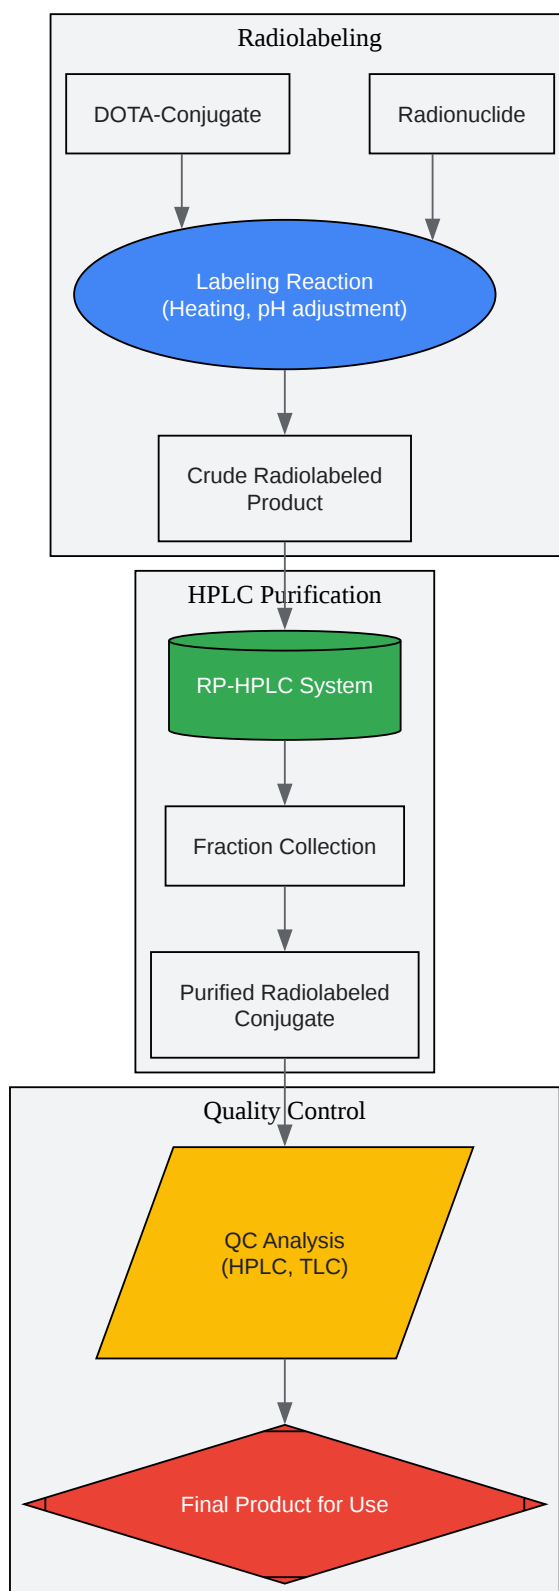 Radiolabeling
DOTA-Conjugate
Radionuclide
Labeling Reaction
(Heating, pH adjustment)
Crude Radiolabeled
Product
HPLC Purification
RP-HPLC System
Fraction Collection
Purified Radiolabeled
Conjugate
Quality Control
QC Analysis
(HPLC, TLC)
Final Product for Use